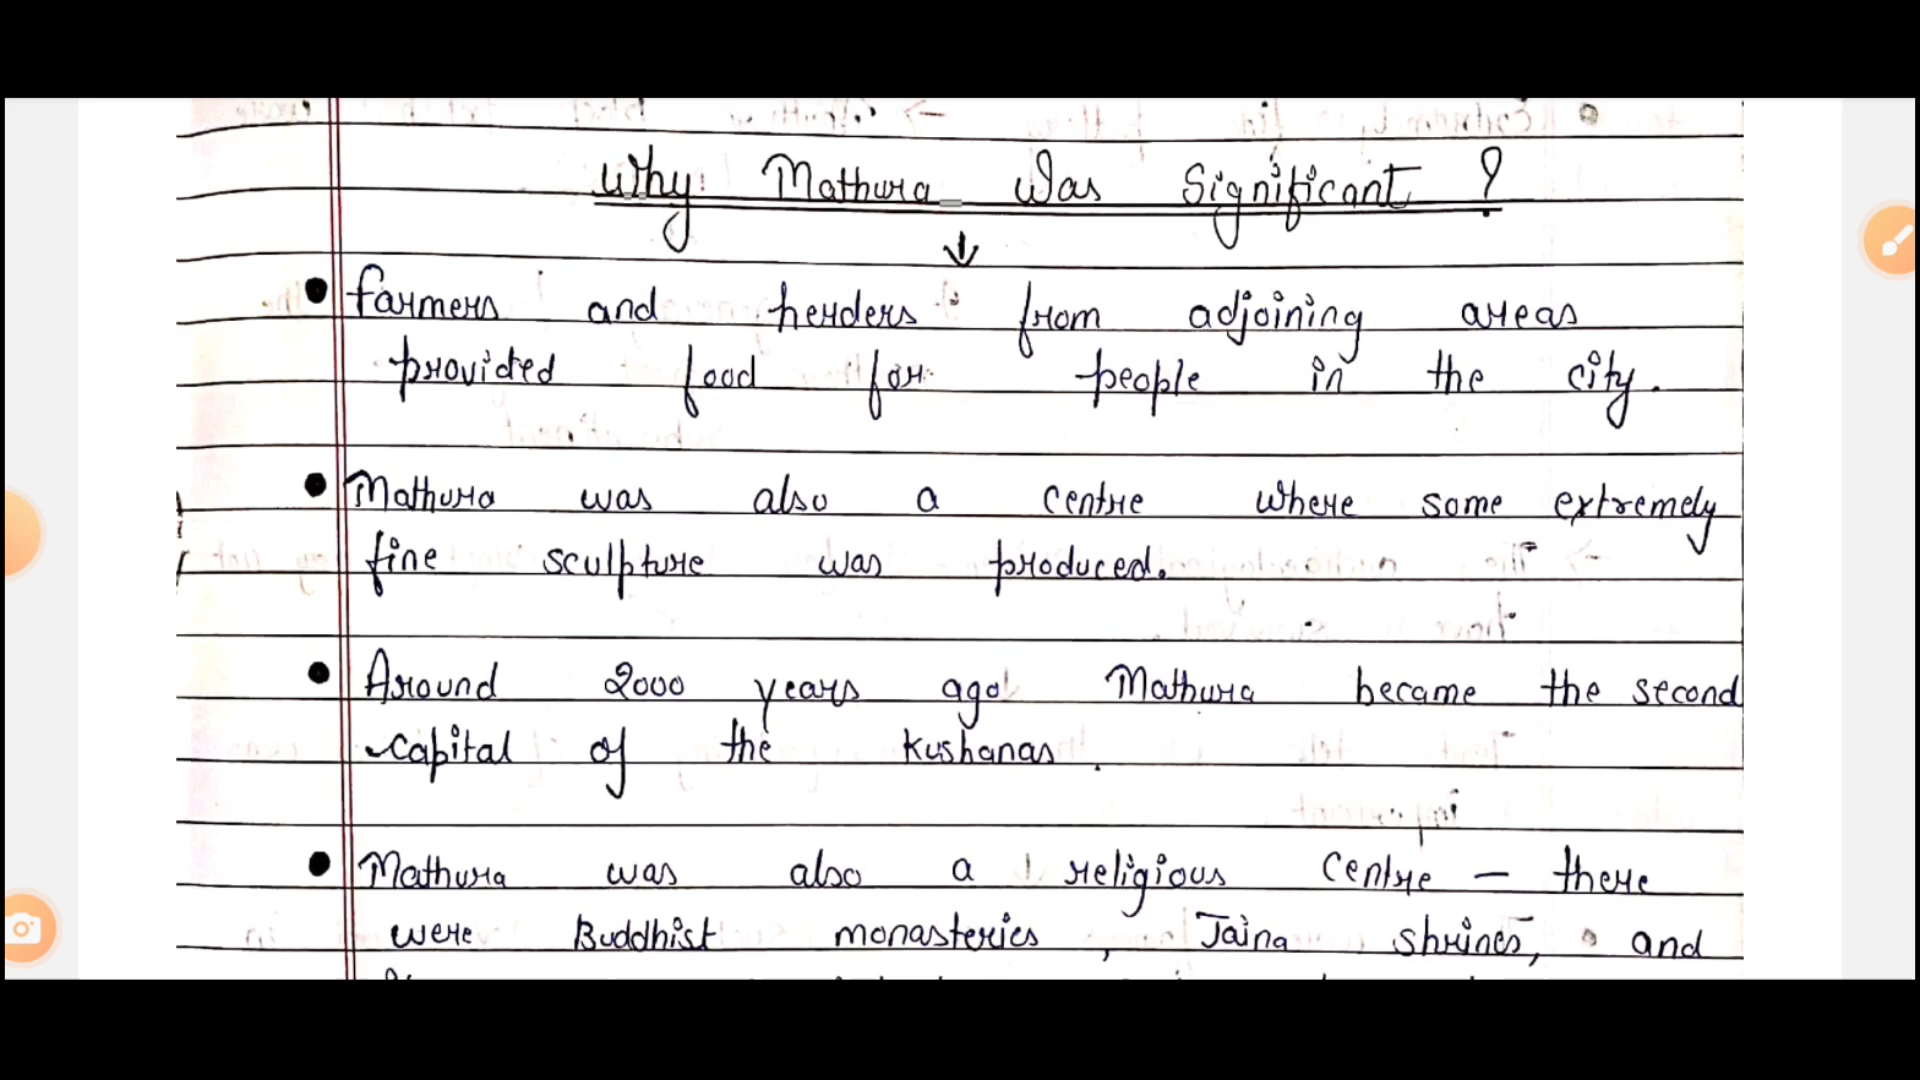 Why Mathura Was Significant ?
↓
• farmers and herders from adjoining areas
provided food for people in the city.
• Mathura was also a centre where some extremely
fine sculpture was produced.
• Around 2000 years ago Mathura became the second
capital of the Kushanas.
• Mathura was also a religious centre — there
were Buddhist monasteries, Jaina shrines, and